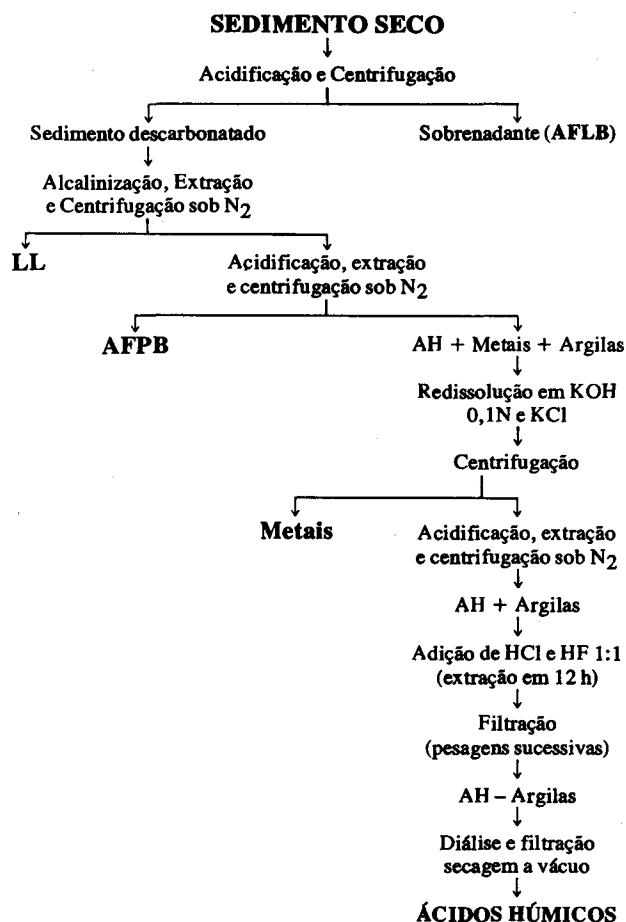 SEDIMENTO SECO
Acidificação e Centrifugação
Sedimento descarbonatado
Sobrenadante (AFLB)
Alcalinização, Extração
e Centrifugação sob N2
LL
Acidificação, extração
e centrifugação sob N2
AFPB
AH + Metais + Argilas
Redissolução em KOH
0,1N e KCl
Centrifugação
Metais
Acidificação, extração
e centrifugação sob N2
AH + Argilas
Adição de HCl e HF 1:1
(extração em 12 h)
Filtração
(pesagens sucessivas)
AH – Argilas
Diálise e filtração
secagem a vácuo
ÁCIDOS HÚMICOS